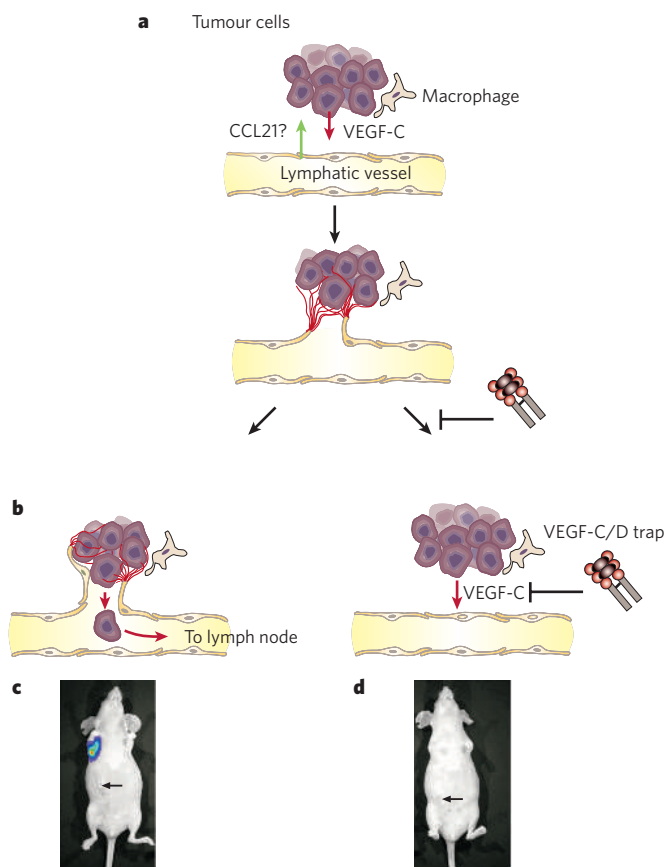 a Tumour cells
Macrophage
CCL21? VEGF-C
Lymphatic vessel
b
VEGF-C/D trap
VEGF-C
To lymph node
c d